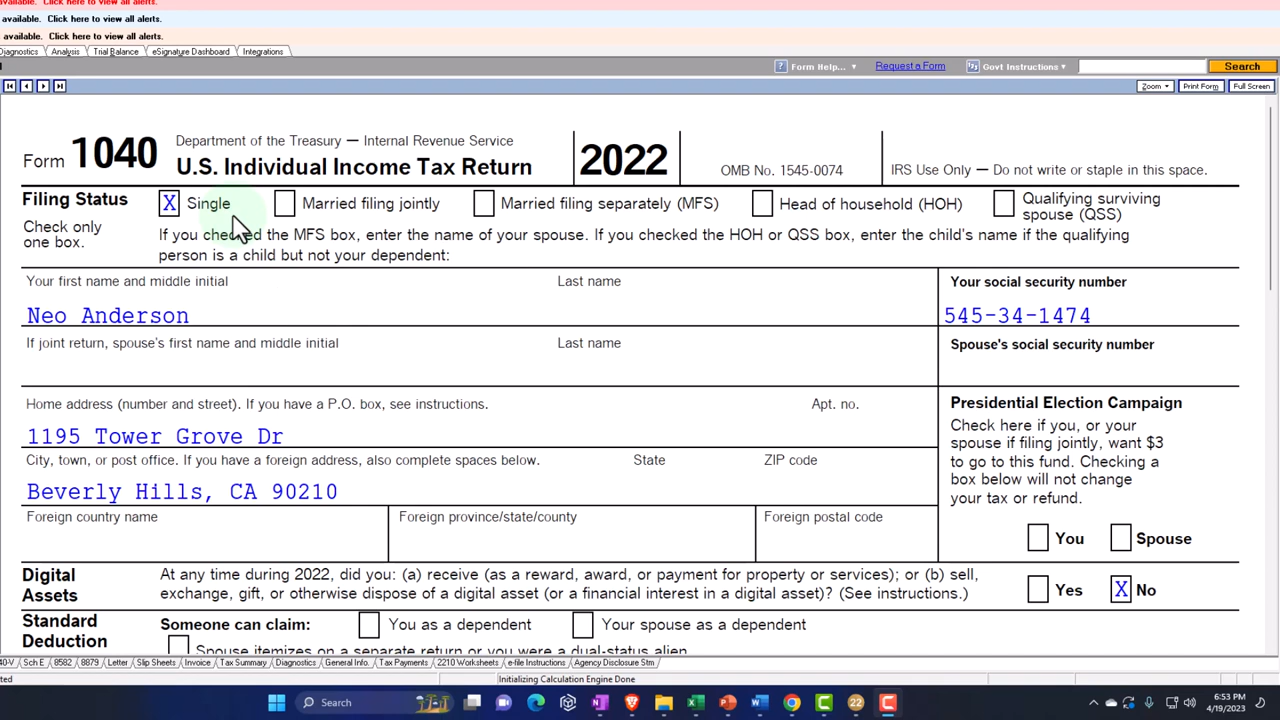 available. Click here to view all alerts.
available. Click here to view all alerts.
available. Click here to view all alerts.
Diagnostics Analysis Trial Balance eSignature Dashboard Integrations
Form Help... Request a Form Govt Instructions Search
Zoom Print Form Full Screen
Form 1040 Department of the Treasury — Internal Revenue Service
U.S. Individual Income Tax Return 2022 OMB No. 1545-0074 IRS Use Only — Do not write or staple in this space.
Filing Status X Single Married filing jointly Married filing separately (MFS) Head of household (HOH) Qualifying surviving spouse (QSS)
Check only one box.
If you checked the MFS box, enter the name of your spouse. If you checked the HOH or QSS box, enter the child's name if the qualifying
person is a child but not your dependent:
Your first name and middle initial Last name Your social security number
Neo Anderson 545-34-1474
If joint return, spouse's first name and middle initial Last name Spouse's social security number
Home address (number and street). If you have a P.O. box, see instructions. Apt. no.
1195 Tower Grove Dr
City, town, or post office. If you have a foreign address, also complete spaces below. State ZIP code
Beverly Hills, CA 90210
Foreign country name Foreign province/state/county Foreign postal code
Presidential Election Campaign
Check here if you, or your
spouse if filing jointly, want $3
to go to this fund. Checking a
box below will not change
your tax or refund.
You Spouse
Digital Assets
At any time during 2022, did you: (a) receive (as a reward, award, or payment for property or services); or (b) sell,
exchange, gift, or otherwise dispose of a digital asset (or a financial interest in a digital asset)? (See instructions.) Yes X No
Standard Deduction
Someone can claim: You as a dependent Your spouse as a dependent
Spouse itemizes on a separate return or you were a dual-status alien
40-V Sch E 8582 8879 Letter Slip Sheets Invoice Tax Summary Diagnostics General Info. Tax Payments 2210 Worksheets e-file Instructions Agency Disclosure Stm
Initializing Calculation Engine Done
Search
22
6:53 PM
4/19/2023